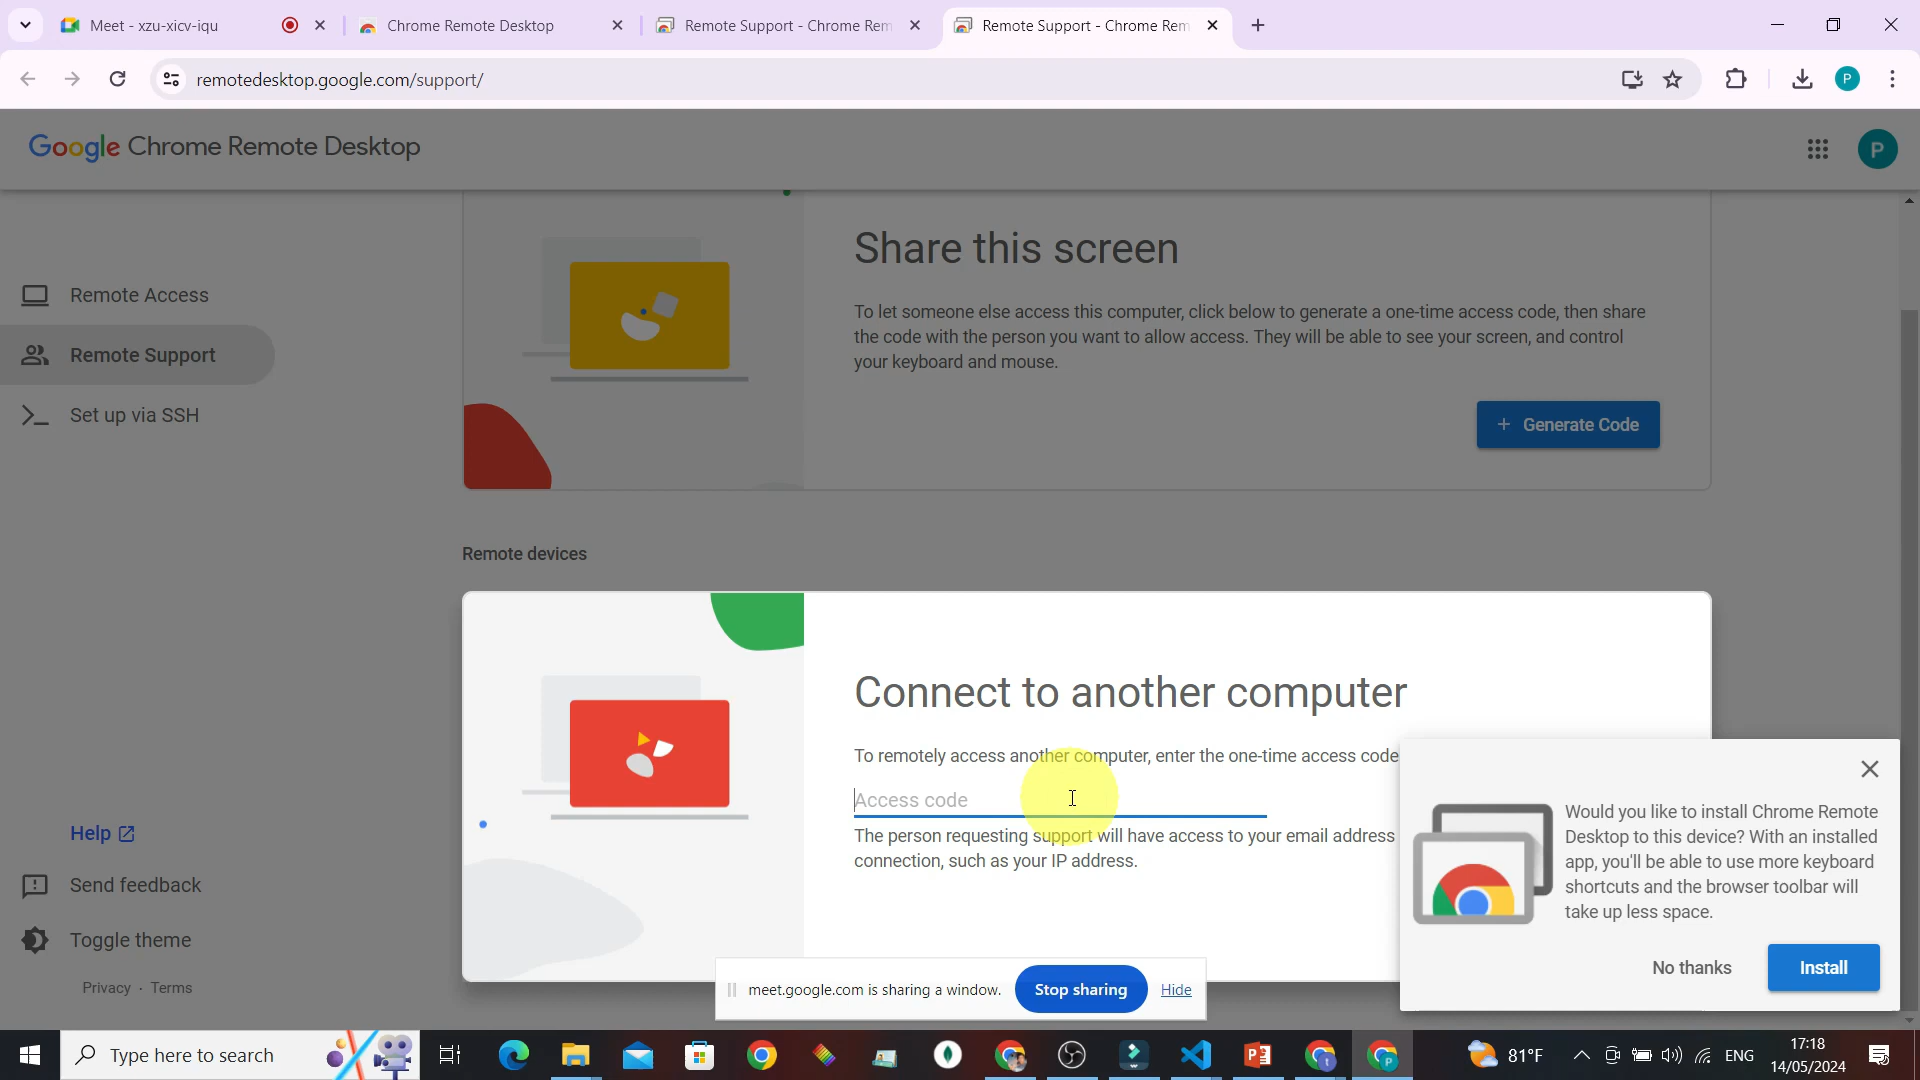 Meet - xzu-xicv-iqu
Chrome Remote Desktop
Remote Support - Chrome Rem
Remote Support - Chrome Rem
remotedesktop.google.com/support/
P
Google Chrome Remote Desktop
P
Remote Access
Remote Support
Set up via SSH
Share this screen
To let someone else access this computer, click below to generate a one-time access code, then share
the code with the person you want to allow access. They will be able to see your screen, and control
your keyboard and mouse.
+ Generate Code
Remote devices
Connect to another computer
To remotely access another computer, enter the one-time access code
Access code
The person requesting support will have access to your email address
connection, such as your IP address.
Would you like to install Chrome Remote
Desktop to this device? With an installed
app, you'll be able to use more keyboard
shortcuts and the browser toolbar will
take up less space.
No thanks
Install
Help
Send feedback
Toggle theme
Privacy · Terms
meet.google.com is sharing a window.
Stop sharing
Hide
Type here to search
81°F
ENG
17:18
14/05/2024